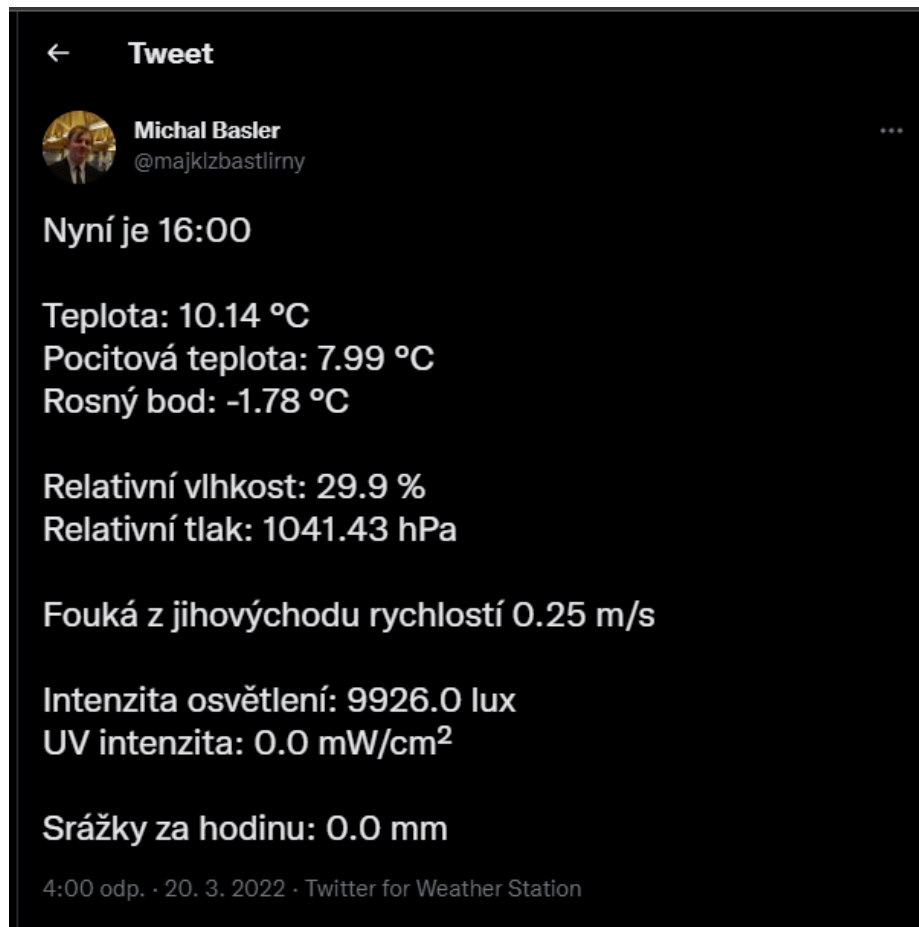 Tweet
Michal Basler
@majklzbastlirny
Nyní je 16:00
Teplota: 10.14 °C
Pocitová teplota: 7.99 °C
Rosný bod: -1.78 °C
Relativní vlhkost: 29.9 %
Relativní tlak: 1041.43 hPa
Fouká z jihovýchodu rychlostí 0.25 m/s
Intenzita osvětlení: 9926.0 lux
UV intenzita: 0.0 mW/cm²
Srážky za hodinu: 0.0 mm
4:00 odp. · 20. 3. 2022 · Twitter for Weather Station